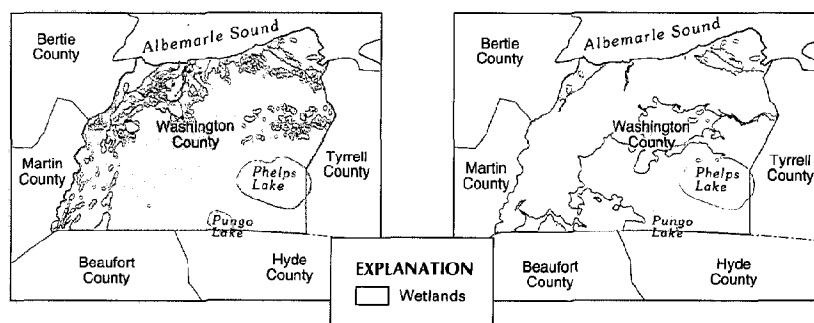 Bertie
County
Albemarle Sound
Washington
County
Martin
County
Phelps
Lake
Tyrrell
County
Pungo
Lake
Beaufort
County
Hyde
County
Bertie
County
Albemarle Sound
Washington
County
Martin
County
Phelps
Lake
Tyrrell
County
Pungo
Lake
Beaufort
County
Hyde
County
EXPLANATION
Wetlands